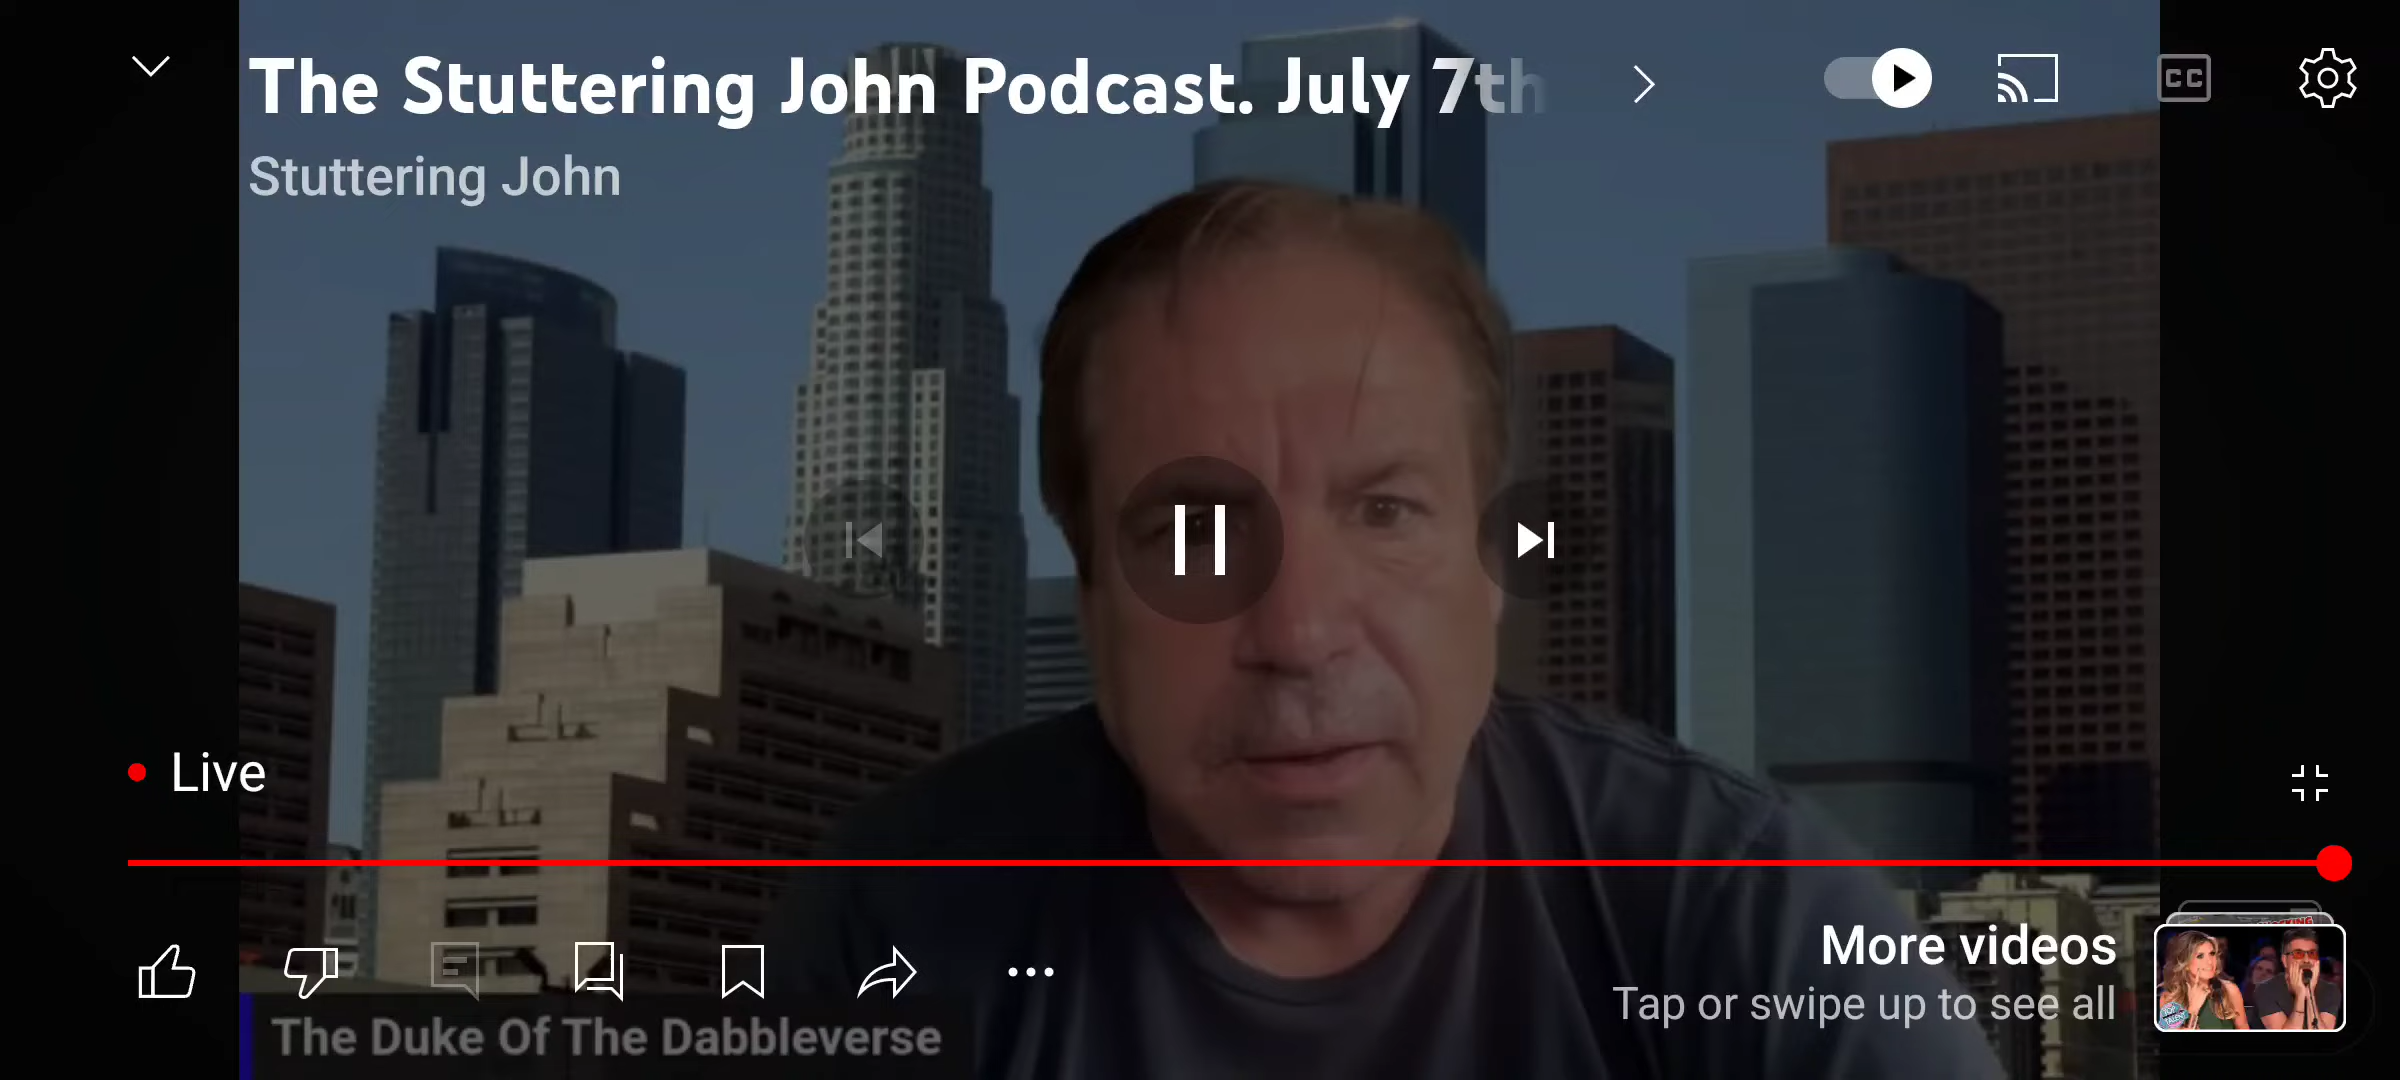 The Stuttering John Podcast. July 7th
Stuttering John
CC
Live
More videos
Tap or swipe up to see all
The Duke Of The Dabbleverse